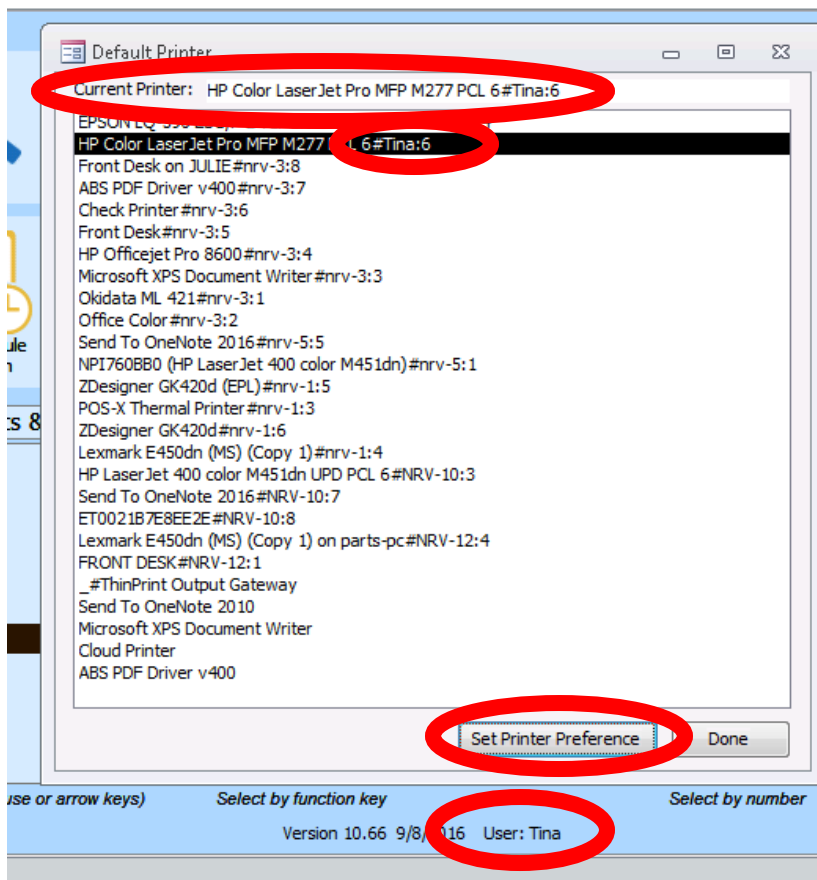 Default Printer
Current Printer: HP Color LaserJet Pro MFP M277 PCL 6#Tina:6
EPSON LQ-590
HP Color LaserJet Pro MFP M277 6#Tina:6
Front Desk on JULIE#nrv-3:8
ABS PDF Driver v400#nrv-3:7
Check Printer#nrv-3:6
Front Desk#nrv-3:5
HP Officejet Pro 8600#nrv-3:4
Microsoft XPS Document Writer#nrv-3:3
Okidata ML 421#nrv-3:1
Office Color#nrv-3:2
Send To OneNote 2016#nrv-5:5
NPI760BB0 (HP LaserJet 400 color M451dn)#nrv-5:1
ZDesigner GK420d (EPL)#nrv-1:5
POS-X Thermal Printer#nrv-1:3
ZDesigner GK420d#nrv-1:6
Lexmark E450dn (MS) (Copy 1)#nrv-1:4
HP LaserJet 400 color M451dn UPD PCL 6#NRV-10:3
Send To OneNote 2016#NRV-10:7
ET0021B7E8EE2E#NRV-10:8
Lexmark E450dn (MS) (Copy 1) on parts-pc#NRV-12:4
FRONT DESK#NRV-12:1
_#ThinPrint Output Gateway
Send To OneNote 2010
Microsoft XPS Document Writer
Cloud Printer
ABS PDF Driver v400
Set Printer Preference Done
ule
n
ts &
use or arrow keys) Select by function key Select by number
Version 10.66 9/8/2016 User: Tina